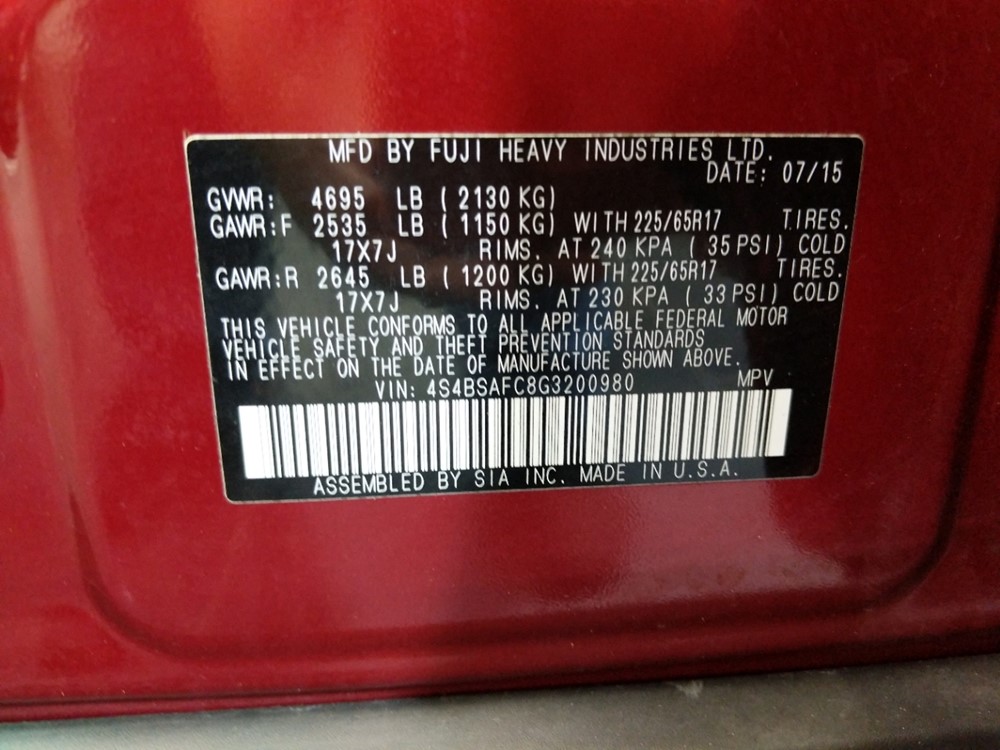 MFD BY FUJI HEAVY INDUSTRIES LTD.
DATE: 07/15
GVWR: 4695 LB ( 2130 KG)
GAWR:F 2535 LB ( 1150 KG) WITH 225/65R17 TIRES.
17X7J RIMS. AT 240 KPA ( 35 PSI) COLD
GAWR:R 2645 LB ( 1200 KG) WITH 225/65R17 TIRES.
17X7J RIMS. AT 230 KPA ( 33 PSI) COLD
THIS VEHICLE CONFORMS TO ALL APPLICABLE FEDERAL MOTOR
VEHICLE SAFETY AND THEFT PREVENTION STANDARDS
IN EFFECT ON THE DATE OF MANUFACTURE SHOWN ABOVE.
VIN: 4S4BSAFC8G3200980 MPV
ASSEMBLED BY SIA INC. MADE IN U.S.A.